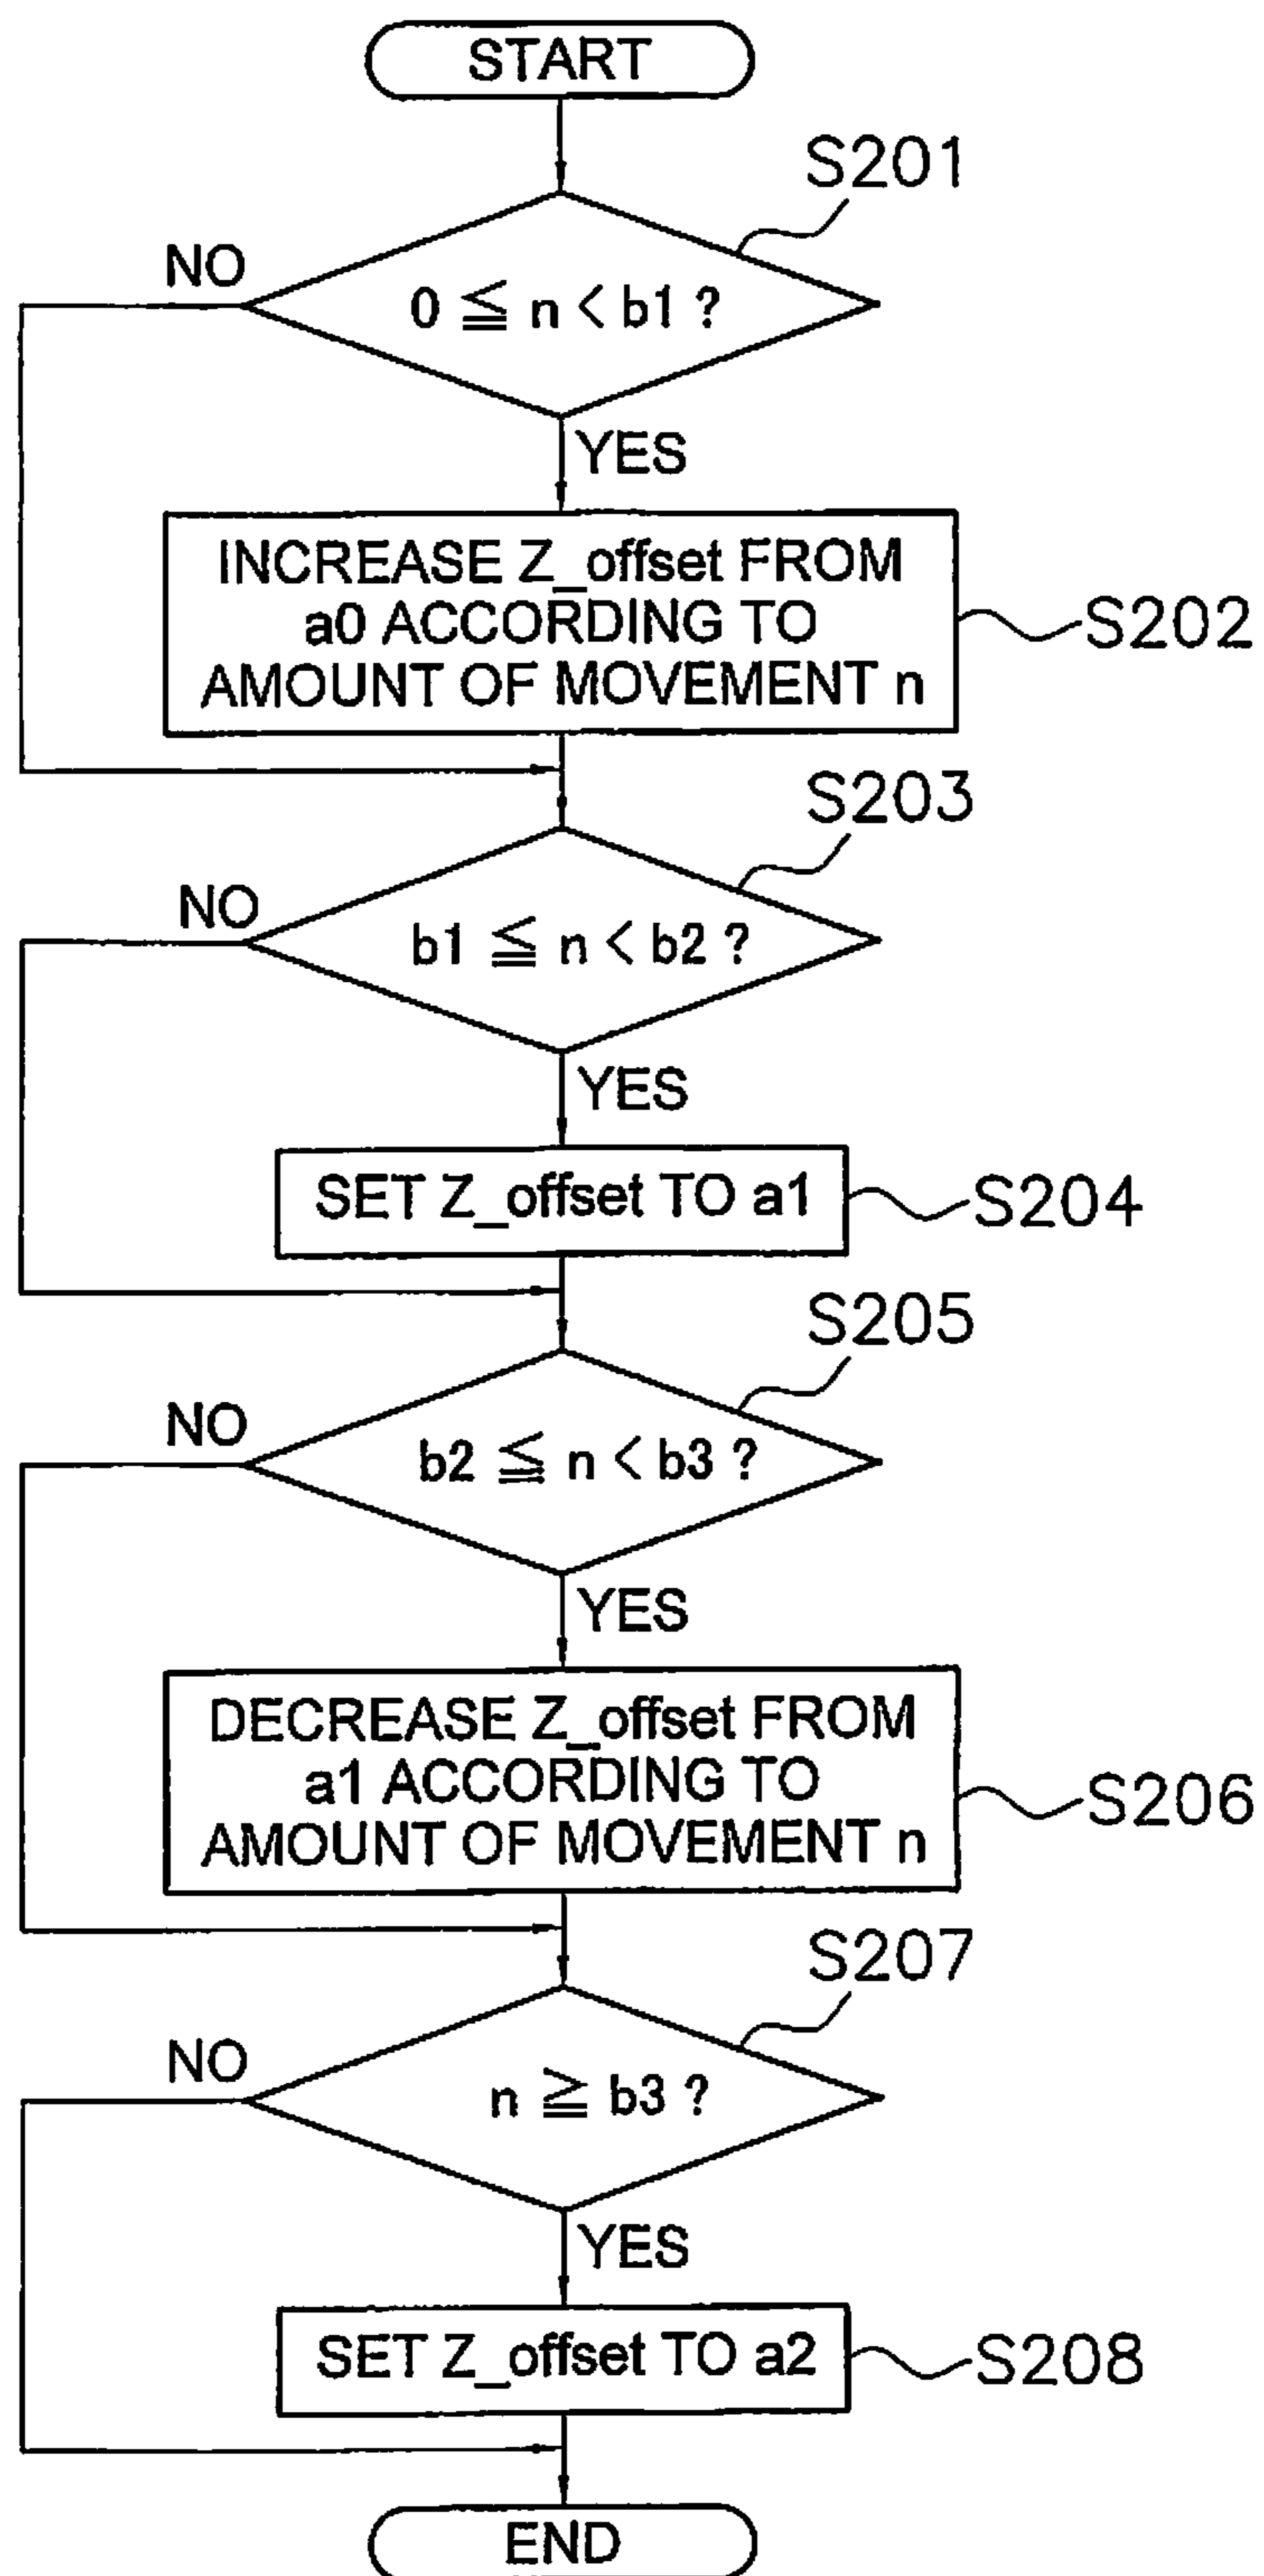 START
S201
NO
0 ≦ n < b1 ?
YES
INCREASE Z_offset FROM
a0 ACCORDING TO
AMOUNT OF MOVEMENT n
S202
S203
NO
b1 ≦ n < b2 ?
YES
SET Z_offset TO a1
S204
S205
NO
b2 ≦ n < b3 ?
YES
DECREASE Z_offset FROM
a1 ACCORDING TO
AMOUNT OF MOVEMENT n
S206
S207
NO
n ≧ b3 ?
YES
SET Z_offset TO a2
S208
END